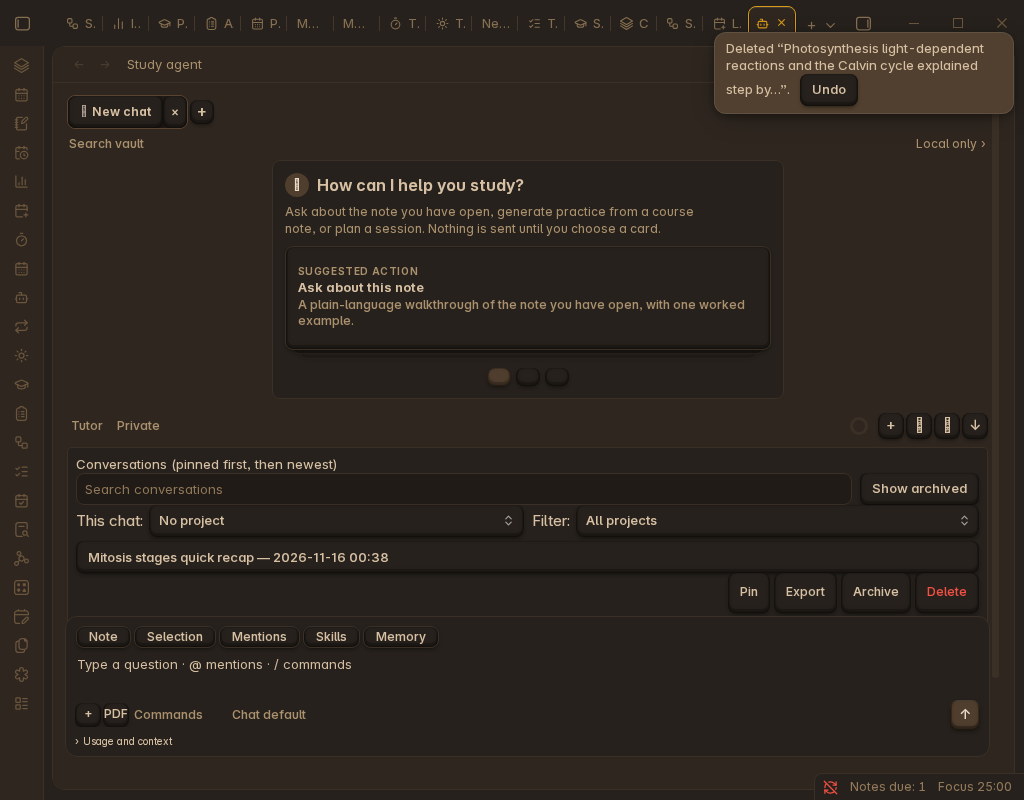 S.
I..
P.
A
P.
M...
M...
T.
T.
Ne...
T.
S.
C
S.
L.
Deleted “Photosynthesis light-dependent
reactions and the Calvin cycle explained
step by...”.
Undo
Study agent
New chat
×
+
Search vault
Local only ›
How can I help you study?
Ask about the note you have open, generate practice from a course
note, or plan a session. Nothing is sent until you choose a card.
SUGGESTED ACTION
Ask about this note
A plain-language walkthrough of the note you have open, with one worked
example.
Tutor Private
+
Conversations (pinned first, then newest)
Search conversations
Show archived
This chat: No project Filter: All projects
Mitosis stages quick recap — 2026-11-16 00:38
Pin Export Archive Delete
Note Selection Mentions Skills Memory
Type a question · @ mentions · / commands
+ PDF Commands Chat default
› Usage and context
Notes due: 1 Focus 25:00